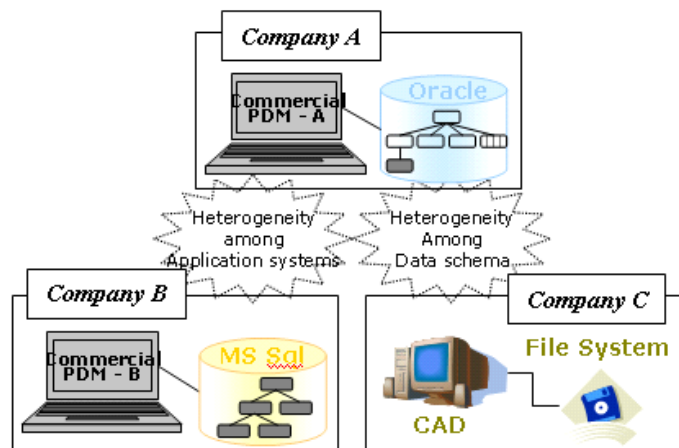 Company A
Commercial
PDM - A
Oracle
Heterogeneity
among
Application systems
Heterogeneity
Among
Data schema
Company B
Commercial
PDM - B
MS Sql
Company C
File System
CAD